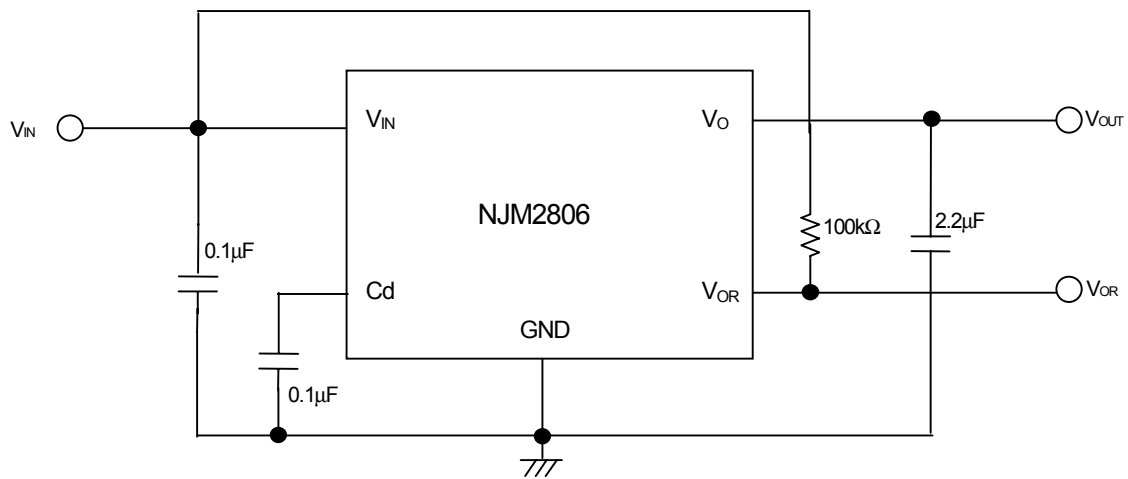 VIN
VIN
VO
VOUT
NJM2806
100kΩ
2.2μF
0.1μF
Cd
VOR
VOR
GND
0.1μF